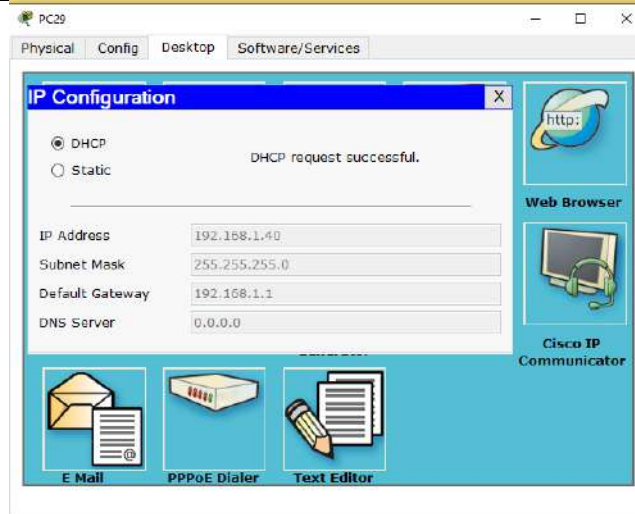 PC29
Physical Config Desktop Software/Services
IP Configuration X
DHCP
Static
DHCP request successful.
IP Address 192.168.1.40
Subnet Mask 255.255.255.0
Default Gateway 192.168.1.1
DNS Server 0.0.0.0
http:
Web Browser
Cisco IP
Communicator
@
E Mail PPPoE Dialer Text Editor